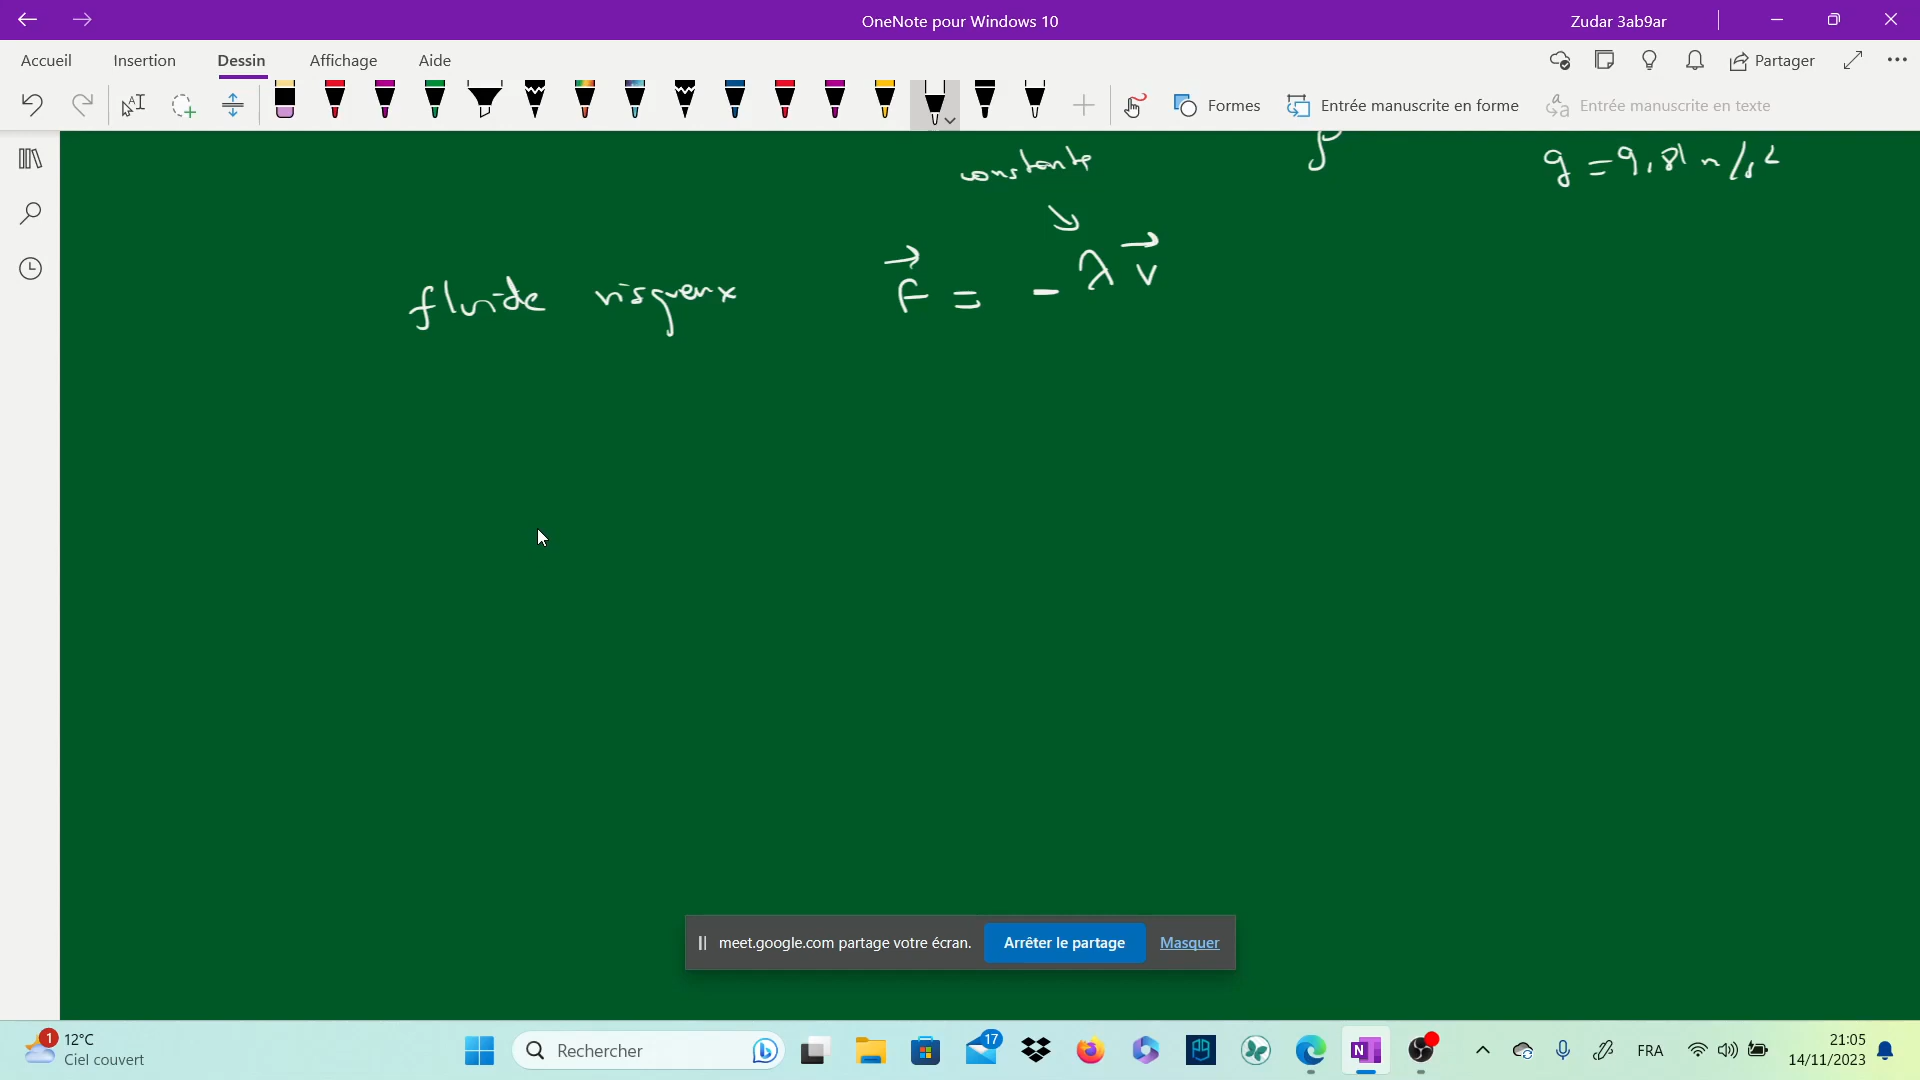 OneNote pour Windows 10
Zudar 3ab9ar
Accueil Insertion Dessin Affichage Aide
Partager
Formes
Entrée manuscrite en forme
Entrée manuscrite en texte
constante
g = 9,81 m/s²
fluide visqueux
F = - λ v
meet.google.com partage votre écran.
Arrêter le partage
Masquer
1
12°C
Ciel couvert
Rechercher
17
FRA
21:05
14/11/2023